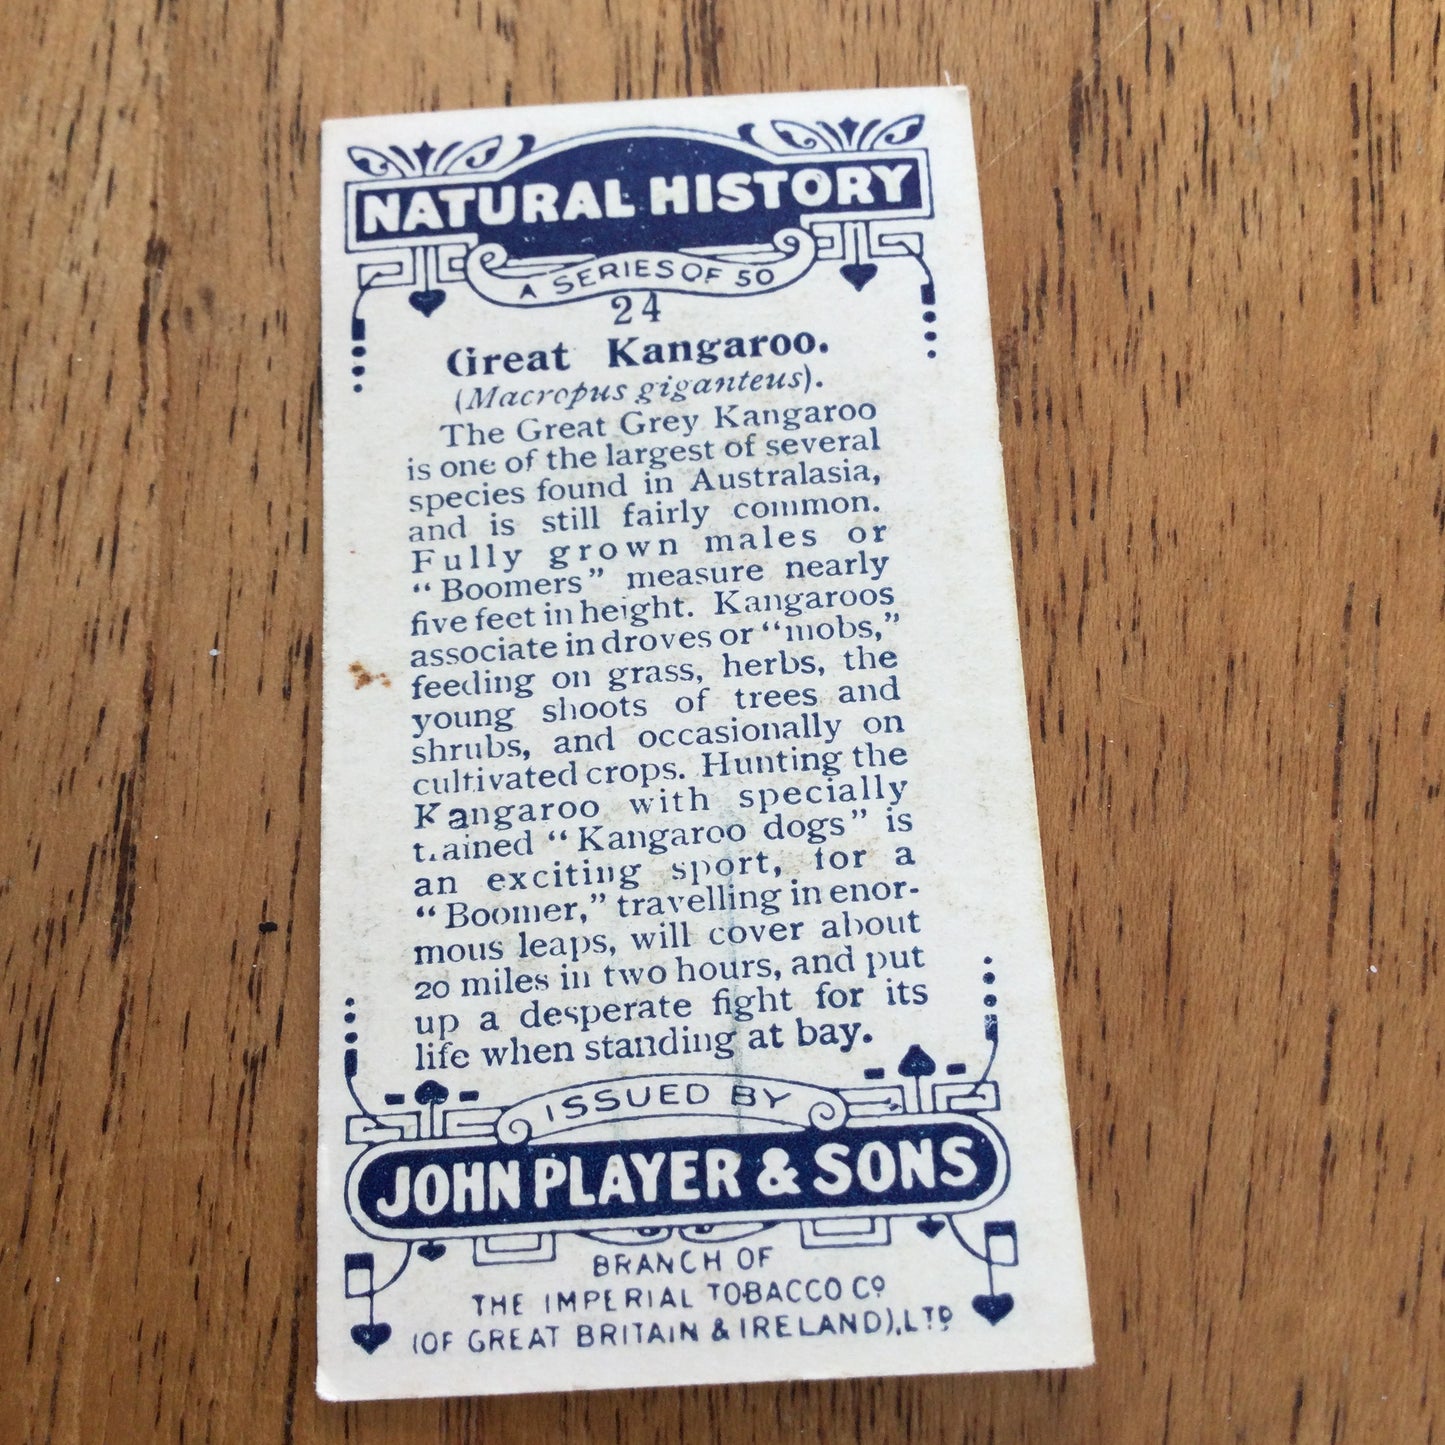 NATURAL HISTORY
A SERIES OF 50
24
Great Kangaroo.
(Macropus giganteus).
The Great Grey Kangaroo
is one of the largest of several
species found in Australasia,
and is still fairly common.
Fully grown males or
"Boomers" measure nearly
five feet in height. Kangaroos
associate in droves or "mobs,"
feeding on grass, herbs, the
young shoots of trees and
shrubs, and occasionally on
cultivated crops. Hunting the
Kangaroo with specially
trained "Kangaroo dogs" is
an exciting sport, for a
"Boomer," travelling in enor-
mous leaps, will cover about
20 miles in two hours, and put
up a desperate fight for its
life when standing at bay.
ISSUED BY
JOHN PLAYER & SONS
BRANCH OF
THE IMPERIAL TOBACCO CO
(OF GREAT BRITAIN & IRELAND), LTD